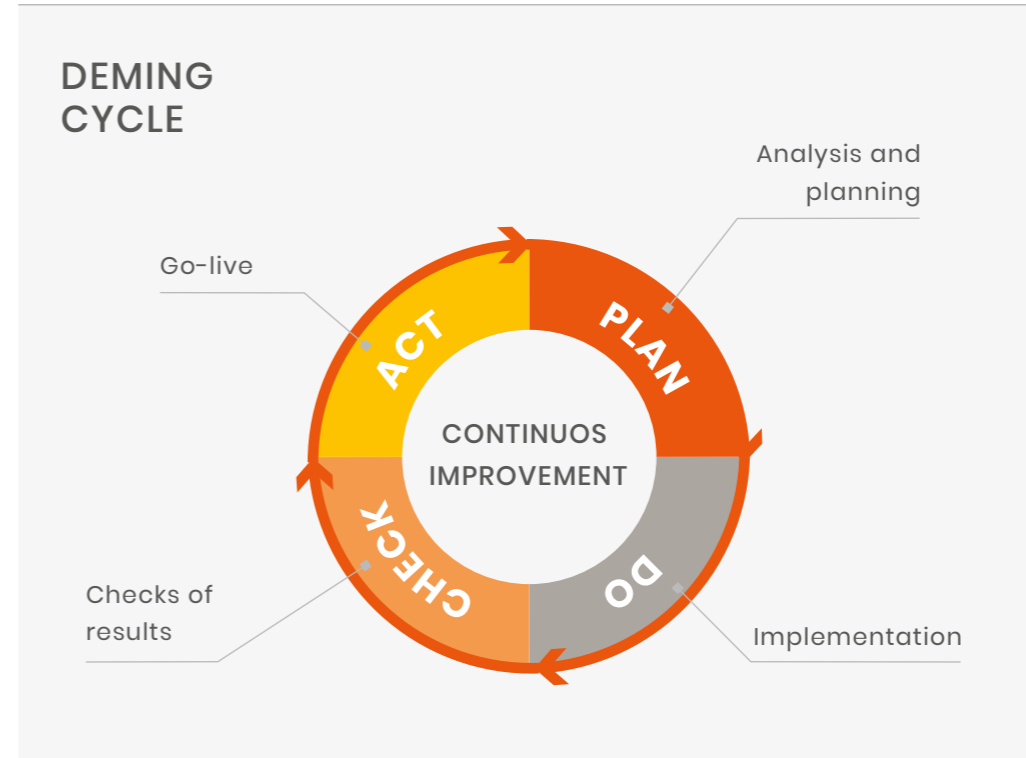 DEMING
CYCLE
Analysis and
planning
Go-live
ACT
PLAN
CONTINUOS
IMPROVEMENT
CHECK
DO
Checks of
results
Implementation